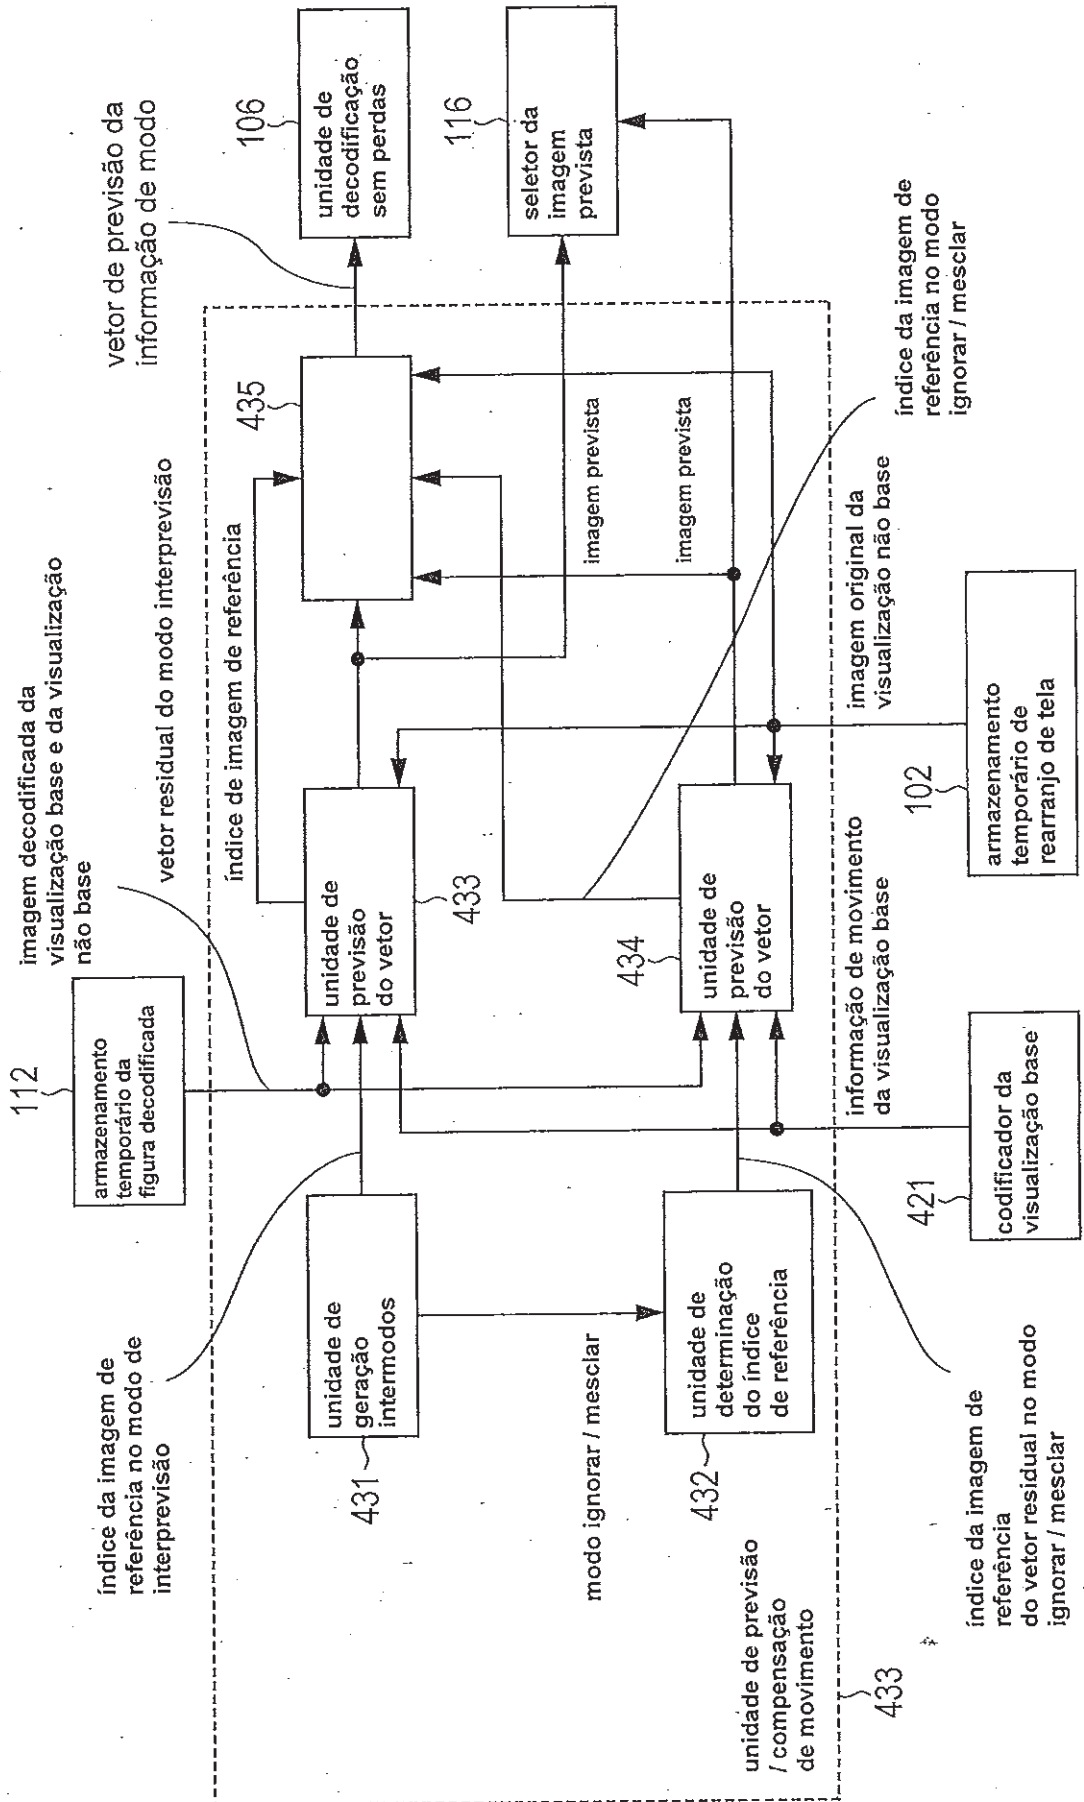 imagem decodificada da
visualização base e da visualização
não base
112
armazenamento
temporário da
figura decodificada
vetor residual do modo interprevisão
vetor de previsão da
informação de modo
106
unidade de
decodificação
sem perdas
índice da imagem de
referência no modo de
interprevisão
431
unidade de
geração
intermodos
unidade de
previsão
do vetor
433
índice de imagem de referência
435
116
seletor da
imagem
prevista
imagem prevista
imagem prevista
modo ignorar / mesclar
432
unidade de
determinação
do índice
de referência
434
unidade de
previsão
do vetor
unidade de previsão
/ compensação
de movimento
433
índice da imagem de
referência
do vetor residual no modo
ignorar / mesclar
421
codificador da
visualização base
informação de movimento
da visualização base
102
armazenamento
temporário de
rearranjo de tela
imagem original da
visualização não base
índice da imagem de
referência no modo
ignorar / mesclar